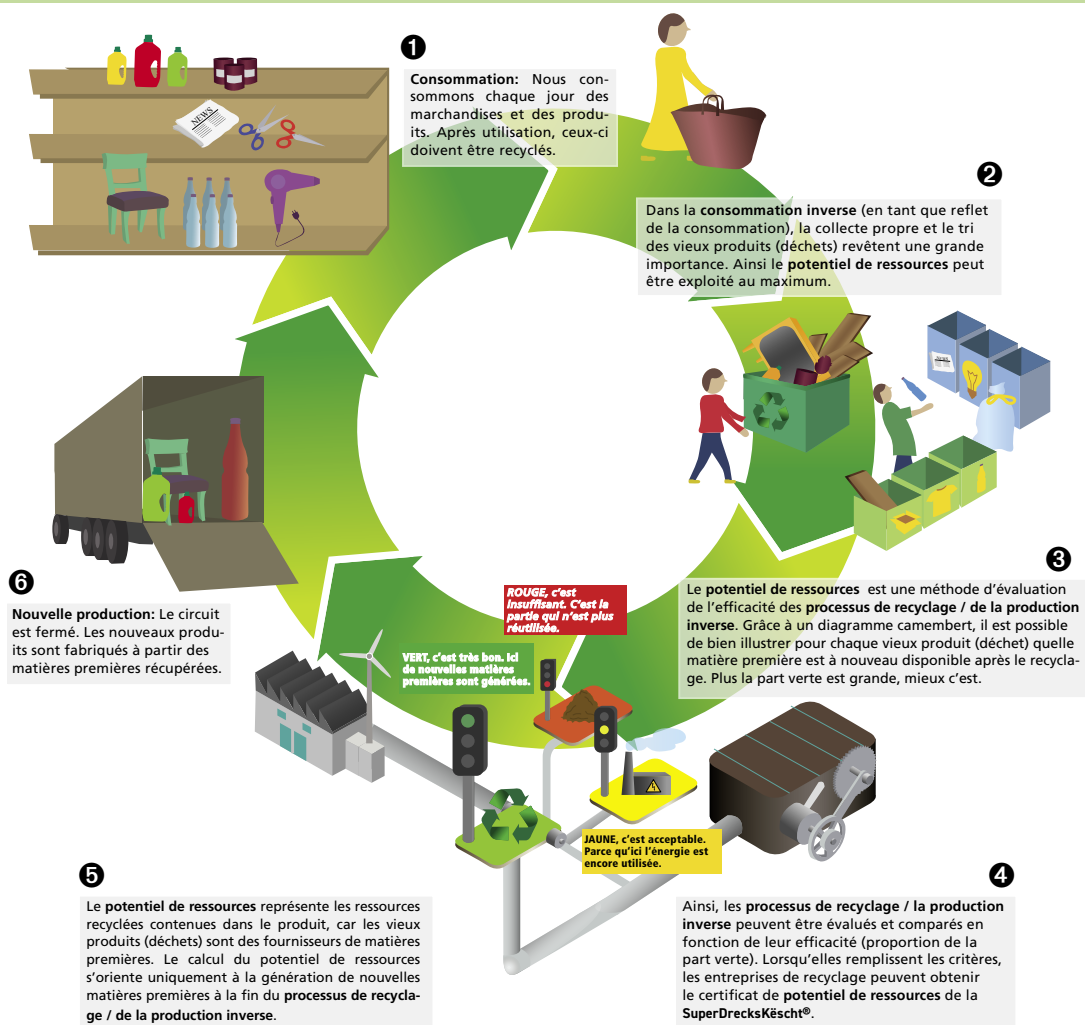 ❶
Consommation: Nous con-
sommons chaque jour des
marchandises et des produ-
its. Après utilisation, ceux-ci
doivent être recyclés.
NEWS
❷
Dans la consommation inverse (en tant que reflet
de la consommation), la collecte propre et le tri
des vieux produits (déchets) revêtent une grande
importance. Ainsi le potentiel de ressources peut
être exploité au maximum.
NEWS
❸
Le potentiel de ressources est une méthode d'évaluation
de l'efficacité des processus de recyclage / de la production
inverse. Grâce à un diagramme camembert, il est possible
de bien illustrer pour chaque vieux produit (déchet) quelle
matière première est à nouveau disponible après le recycla-
ge. Plus la part verte est grande, mieux c'est.
❻
Nouvelle production: Le circuit
est fermé. Les nouveaux produ-
its sont fabriqués à partir des
matières premières récupérées.
ROUGE, c'est
insuffisant. C'est la
partie qui n'est plus
réutilisée.
VERT, c'est très bon. Ici
de nouvelles matières
premières sont générées.
JAUNE, c'est acceptable.
Parce qu'ici l'énergie est
encore utilisée.
❹
Ainsi, les processus de recyclage / la production
inverse peuvent être évalués et comparés en
fonction de leur efficacité (proportion de la
part verte). Lorsqu'elles remplissent les critères,
les entreprises de recyclage peuvent obtenir
le certificat de potentiel de ressources de la
SuperDrecksKëscht®.
❺
Le potentiel de ressources représente les ressources
recyclées contenues dans le produit, car les vieux
produits (déchets) sont des fournisseurs de matières
premières. Le calcul du potentiel de ressources
s'oriente uniquement à la génération de nouvelles
matières premières à la fin du processus de recycla-
ge / de la production inverse.